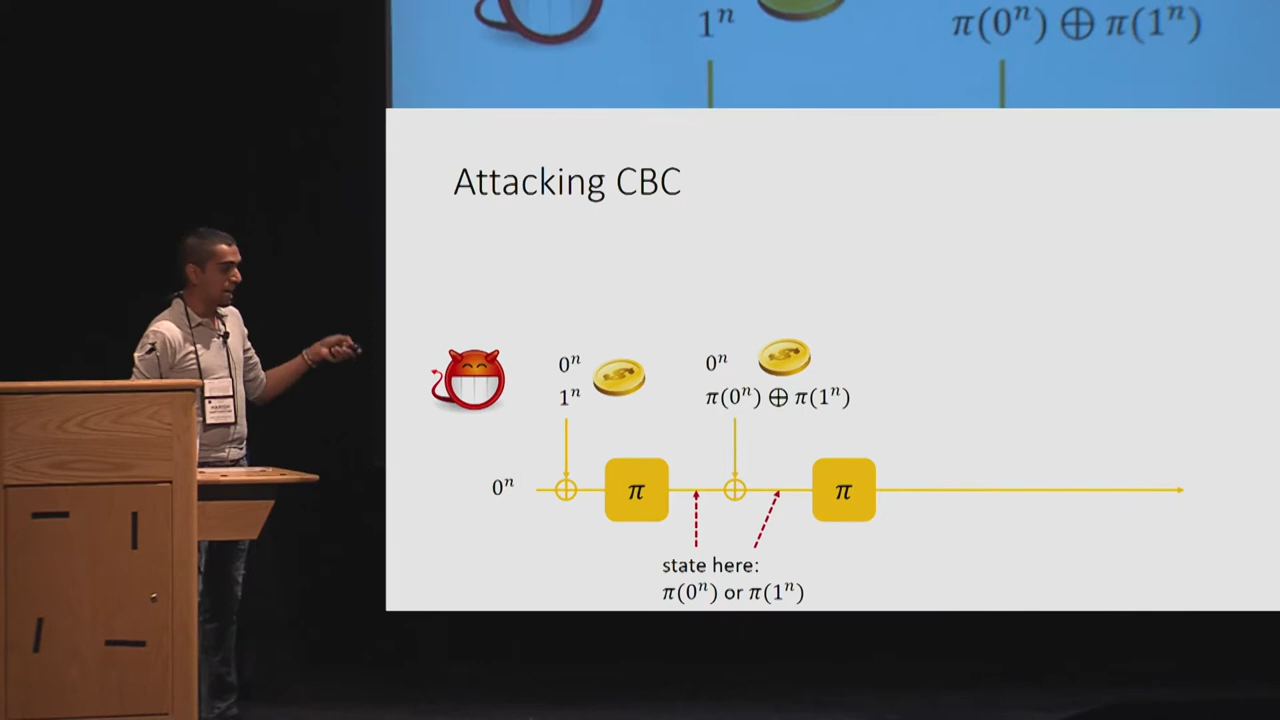 1ⁿ
π(0ⁿ) ⊕ π(1ⁿ)
Attacking CBC
0ⁿ
1ⁿ
0ⁿ
π(0ⁿ) ⊕ π(1ⁿ)
0ⁿ
π
π
state here:
π(0ⁿ) or π(1ⁿ)